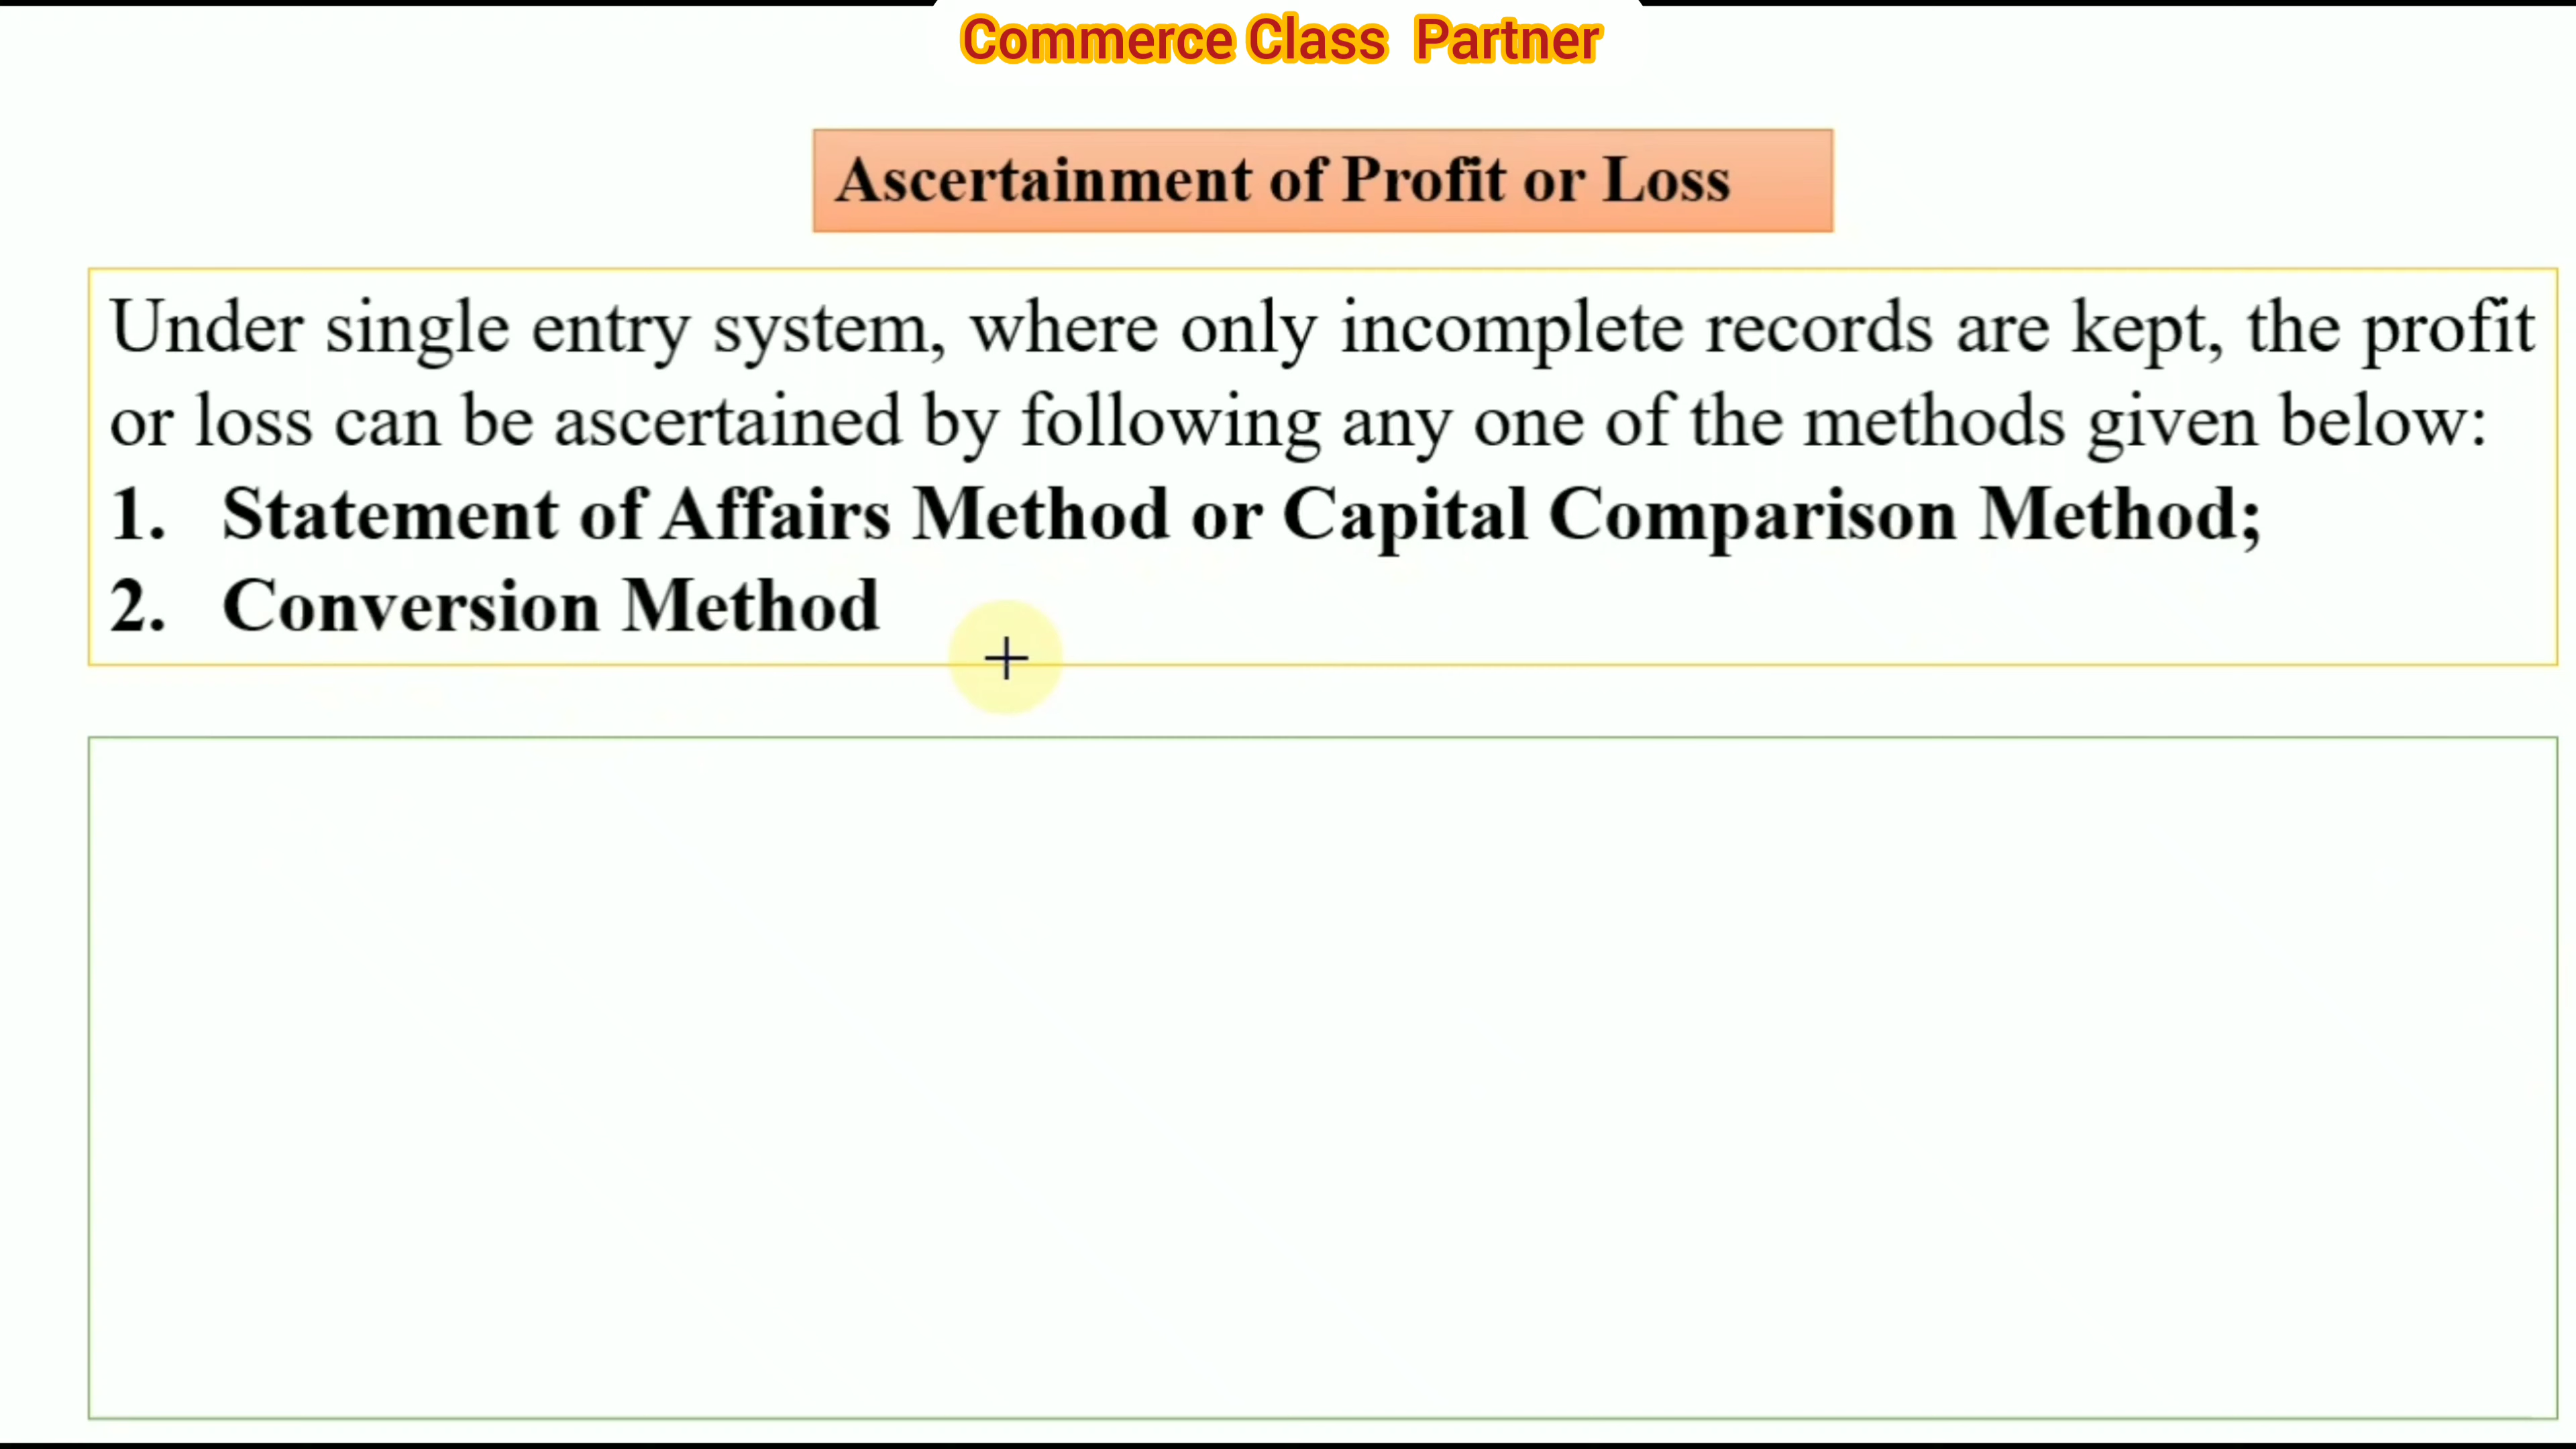 Commerce Class Partner
Ascertainment of Profit or Loss
Under single entry system, where only incomplete records are kept, the profit
or loss can be ascertained by following any one of the methods given below:
1. Statement of Affairs Method or Capital Comparison Method;
2. Conversion Method